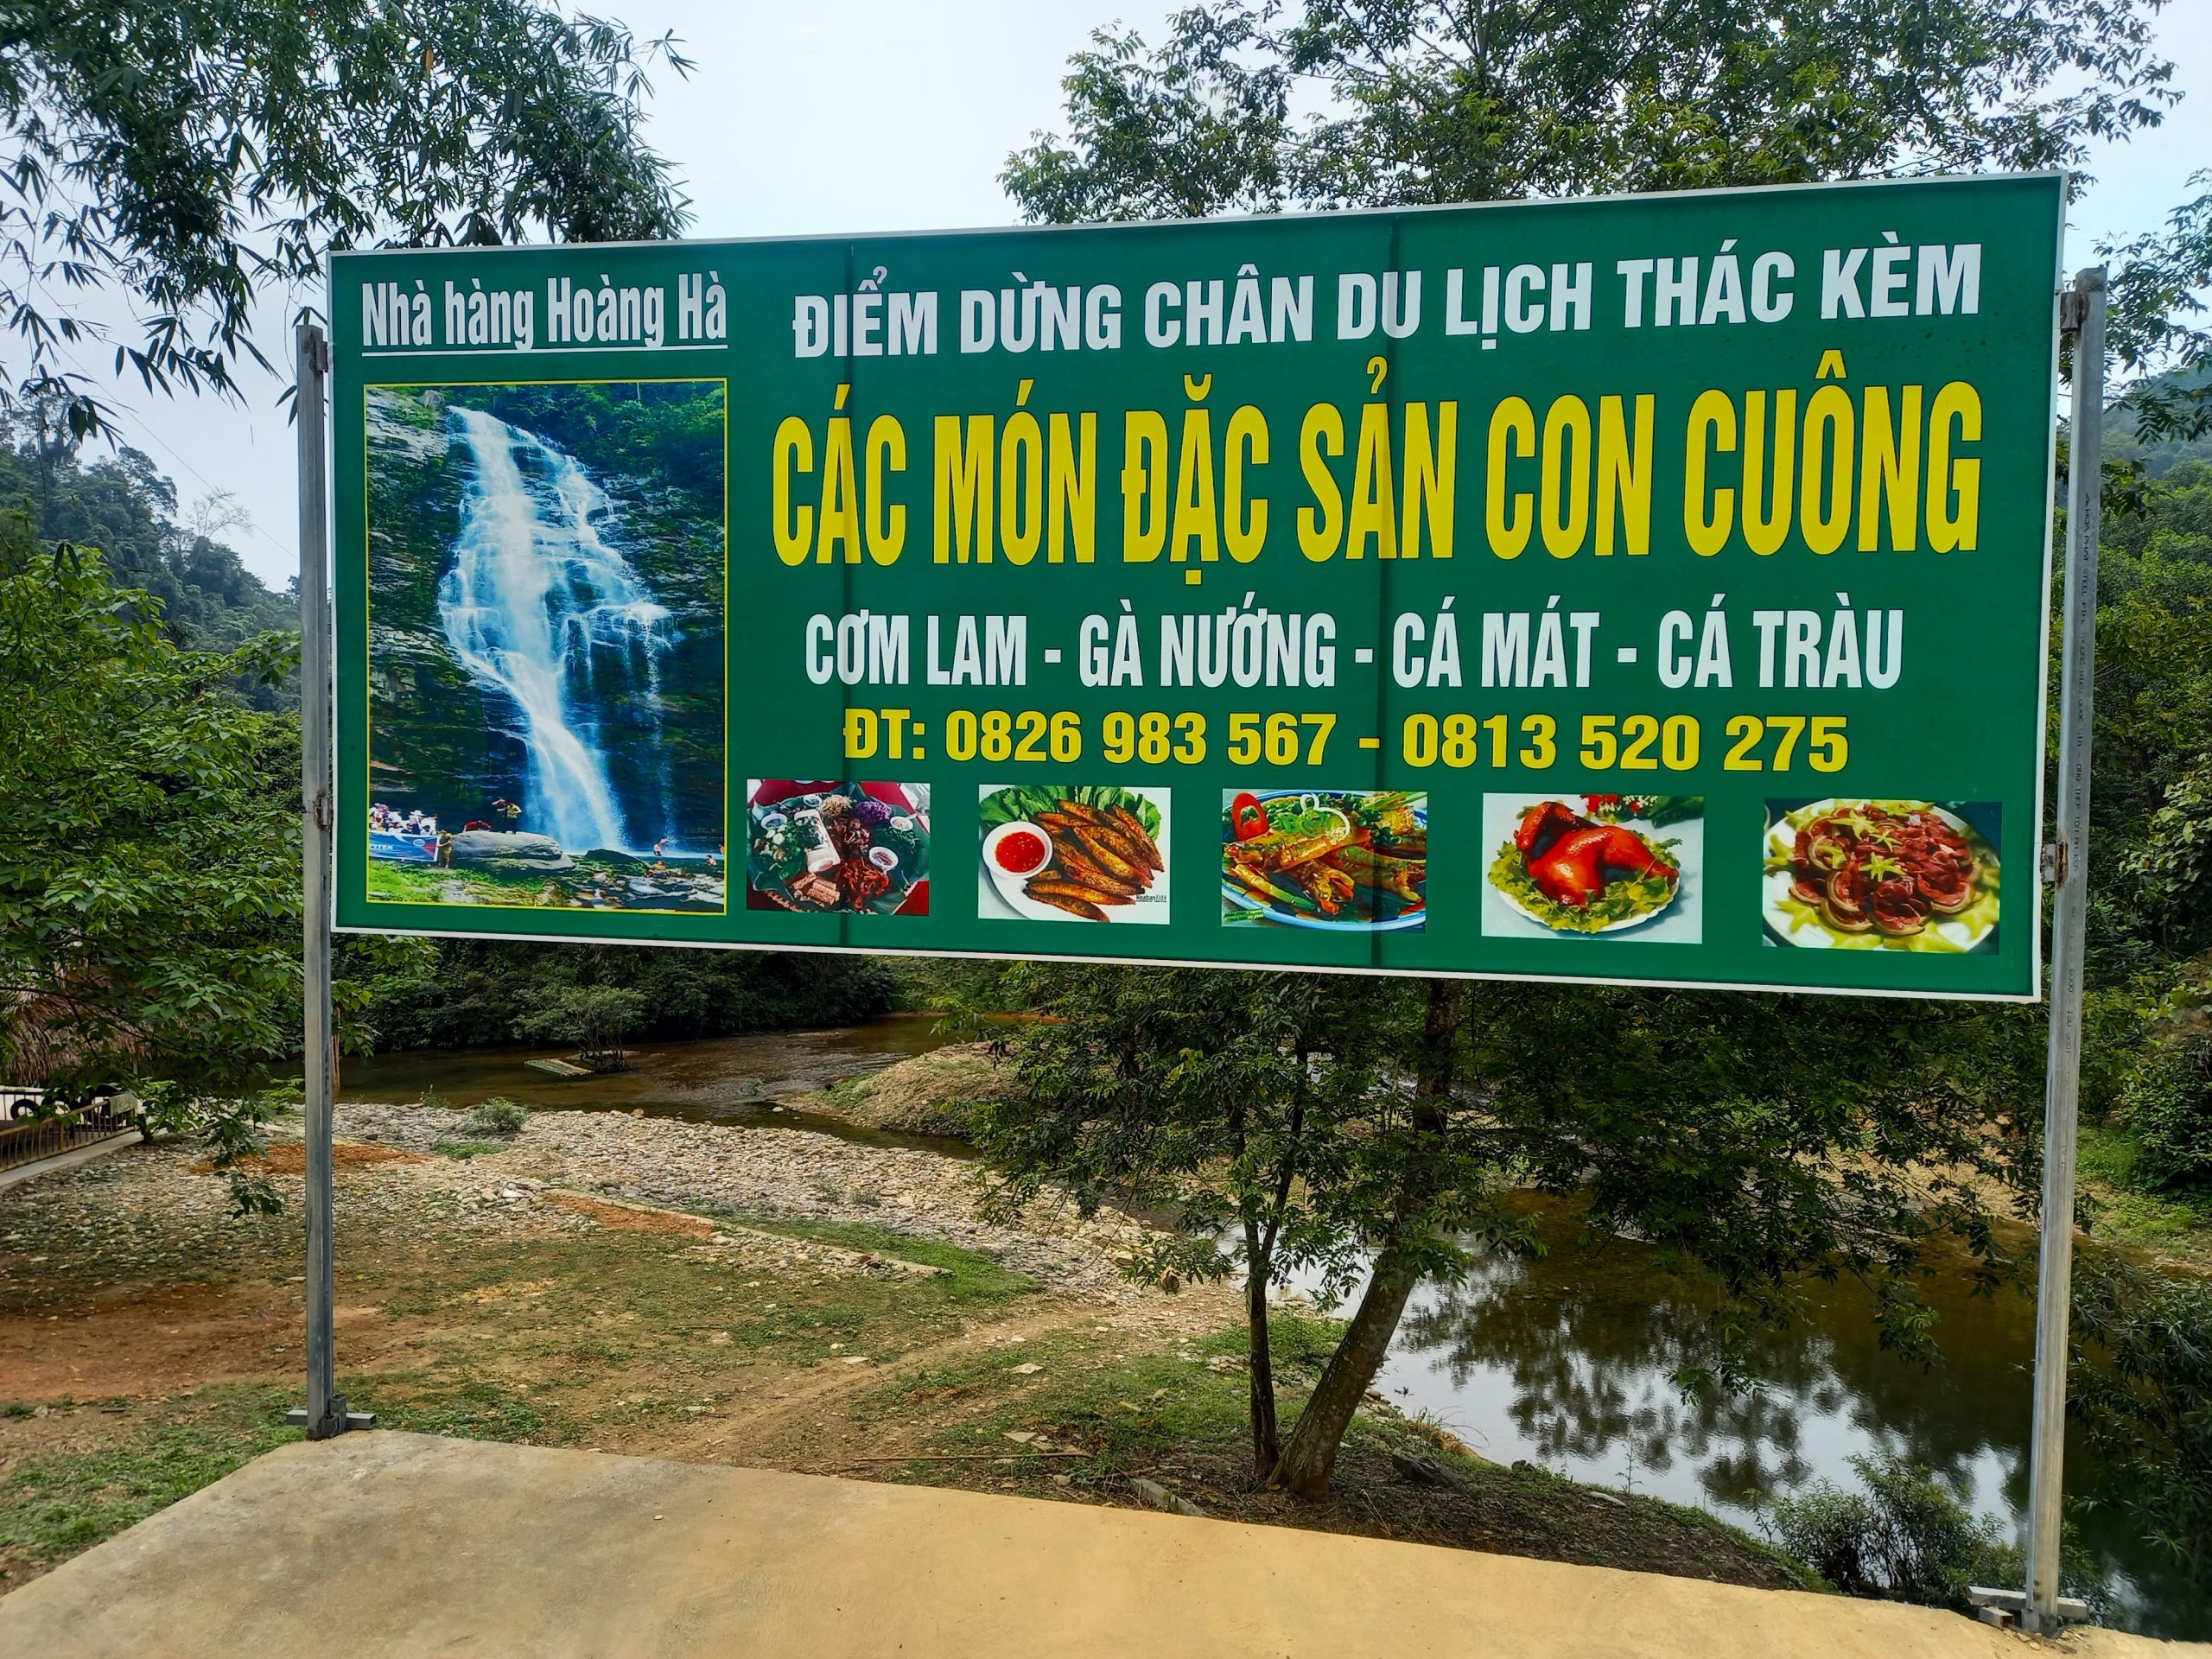 Nhà hàng Hoàng Hà
ĐIỂM DỪNG CHÂN DU LỊCH THÁC KÈM
CÁC MÓN ĐẶC SẢN CON CUÔNG
CƠM LAM - GÀ NƯỚNG - CÁ MÁT - CÁ TRÀU
ĐT: 0826 983 567 - 0813 520 275